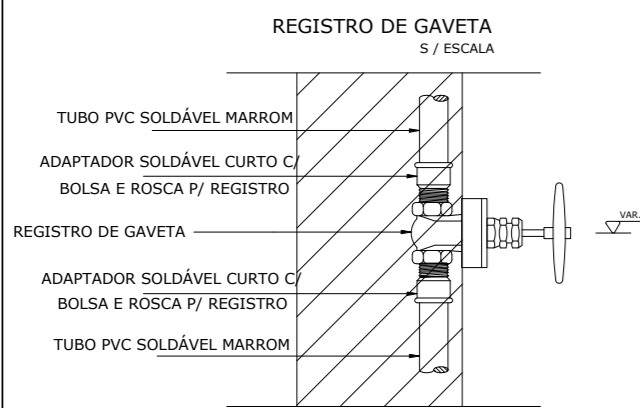 REGISTRO DE GAVETA
S / ESCALA
TUBO PVC SOLDÁVEL MARROM
ADAPTADOR SOLDÁVEL CURTO C/
BOLSA E ROSCA P/ REGISTRO
REGISTRO DE GAVETA
VAR.
ADAPTADOR SOLDÁVEL CURTO C/
BOLSA E ROSCA P/ REGISTRO
TUBO PVC SOLDÁVEL MARROM